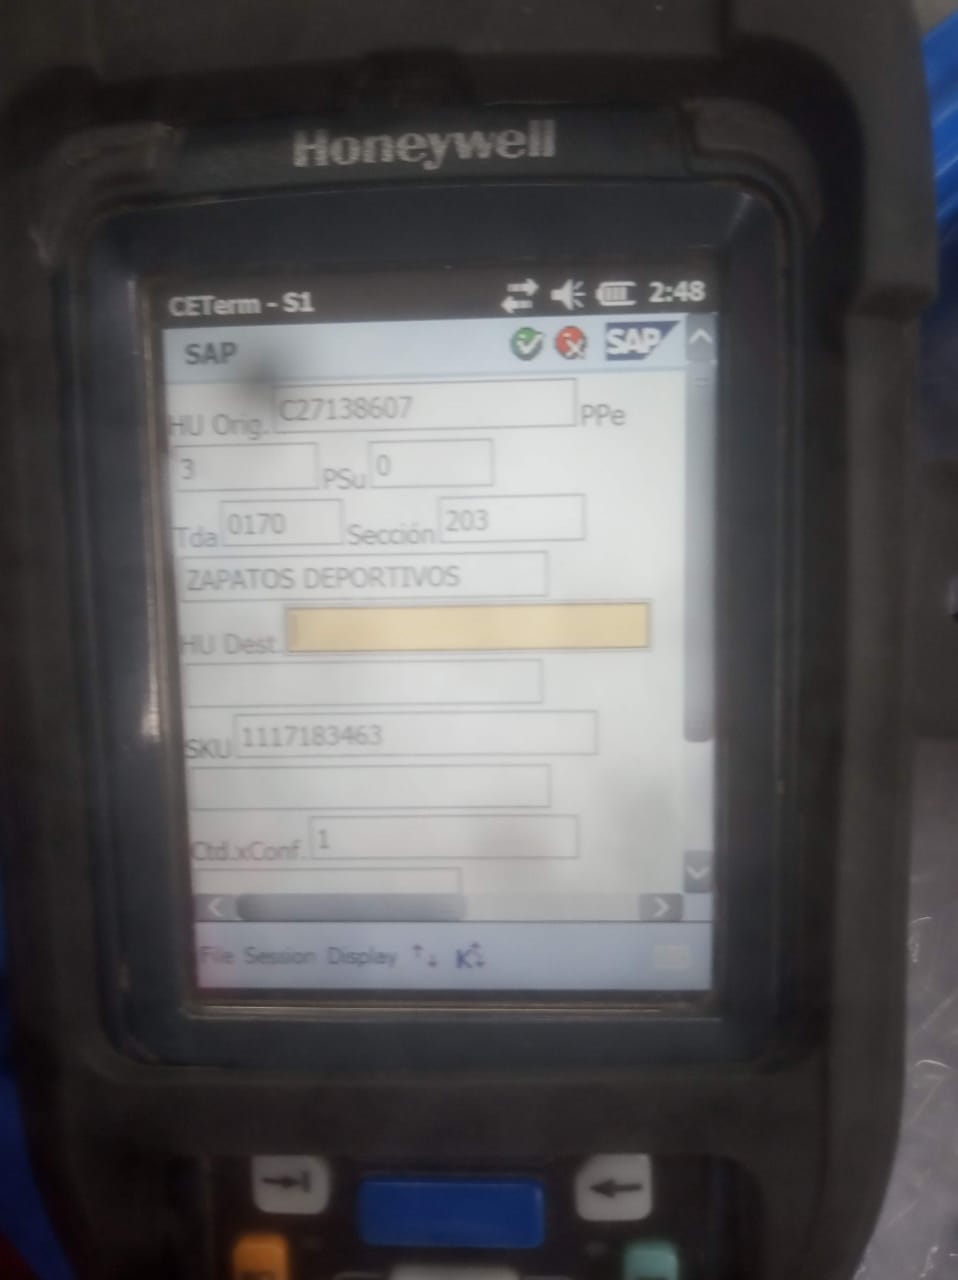 Honeywell
CETerm - S1 2:48
SAP SAP
HU Orig. C27138607 PPe
3 PSu 0
Tda 0170 Sección 203
ZAPATOS DEPORTIVOS
HU Dest.
SKU 1117183463
Ctd.xConf. 1
File Session Display K